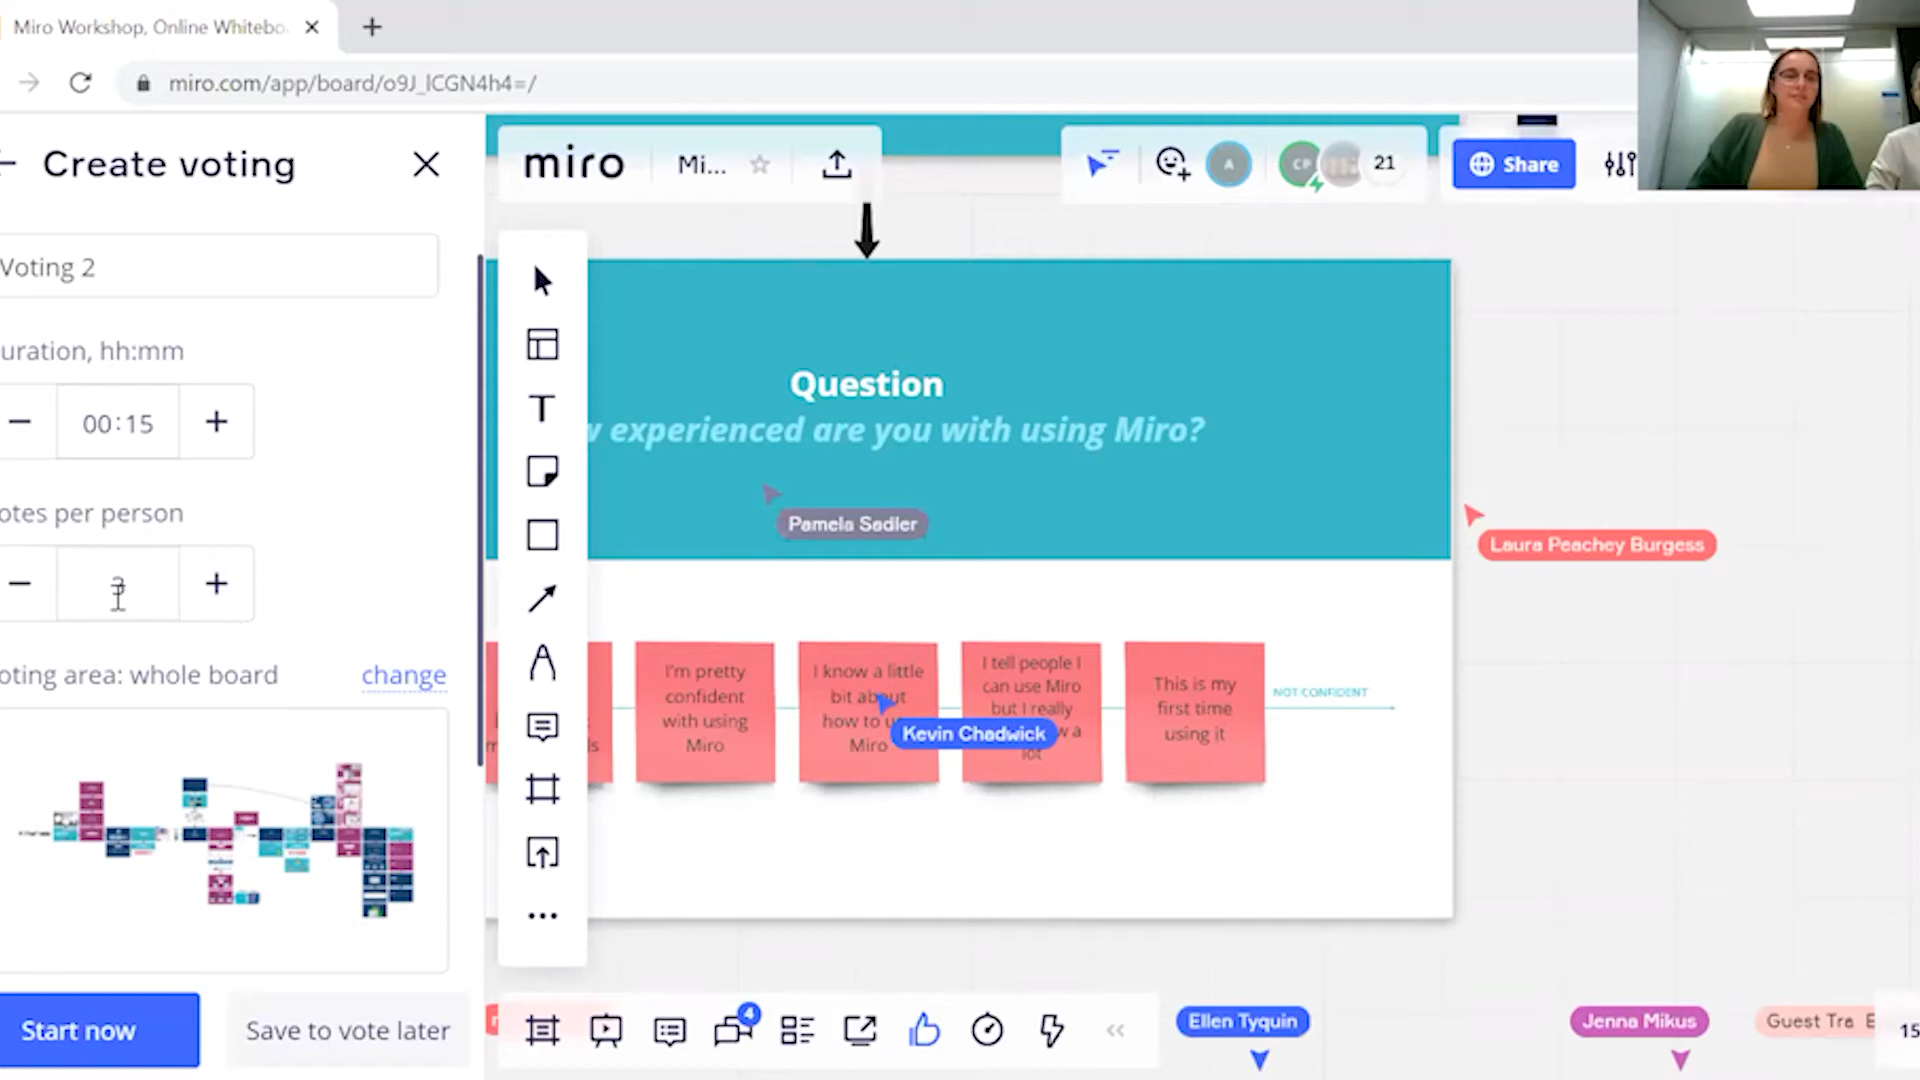 Miro Workshop, Online Whitebo
miro.com/app/board/o9J_lCGN4h4=/
Create voting
Voting 2
uration, hh:mm
00:15
otes per person
oting area: whole board
change
Start now
Save to vote later
miro
Mi...
A
CP
21
Share
Question
w experienced are you with using Miro?
Pamela Sadler
Laura Peachey Burgess
I'm pretty
confident
with using
Miro
I know a little
bit about
how to u
Miro
Kevin Chadwick
I tell people I
can use Miro
but I really
w a
lot
This is my
first time
using it
NOT CONFIDENT
4
Ellen Tyquin
Jenna Mikus
Guest Tra E
15